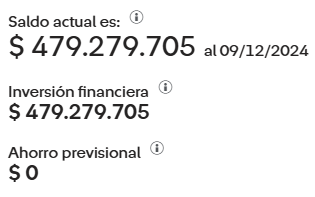 Saldo actual es:
$ 479.279.705 al 09/12/2024
Inversión financiera
$ 479.279.705
Ahorro previsional
$ 0